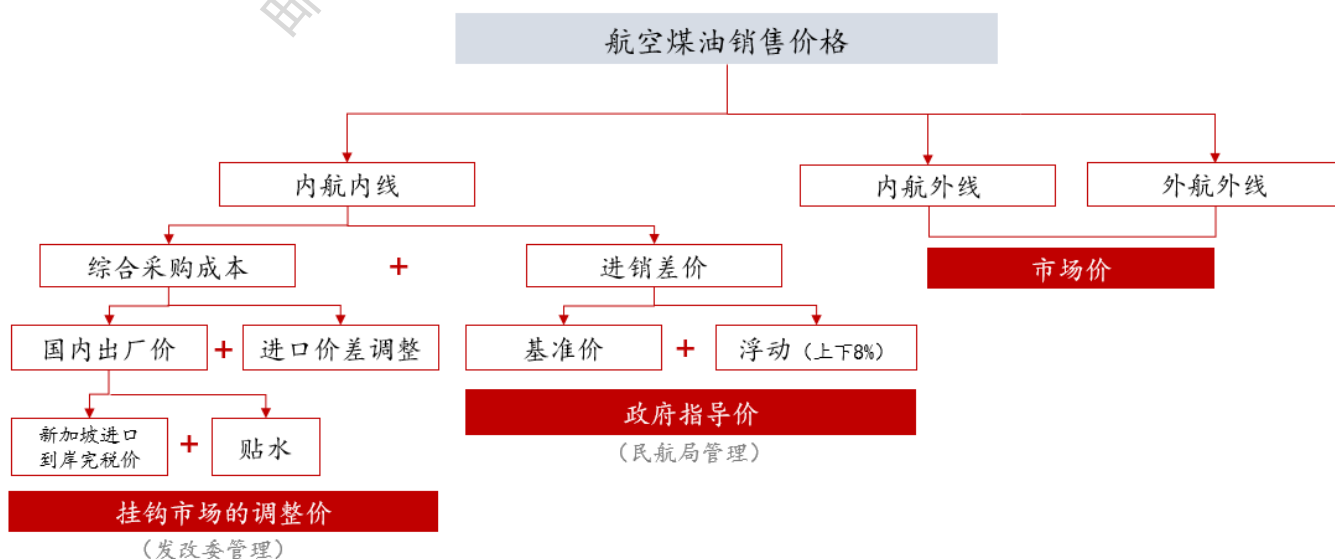 航空煤油销售价格
内航内线
内航外线
外航外线
综合采购成本
+
进销差价
市场价
国内出厂价
+
进口价差调整
基准价
+
浮动（上下8%）
政府指导价
（民航局管理）
新加坡进口
到岸完税价
+
贴水
挂钩市场的调整价
（发改委管理）